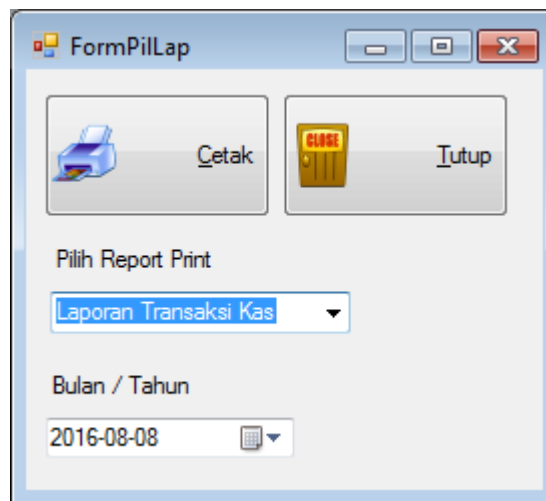 FormPilLap
Cetak
CLOSE
Tutup
Pilih Report Print
Laporan Transaksi Kas
Bulan / Tahun
2016-08-08